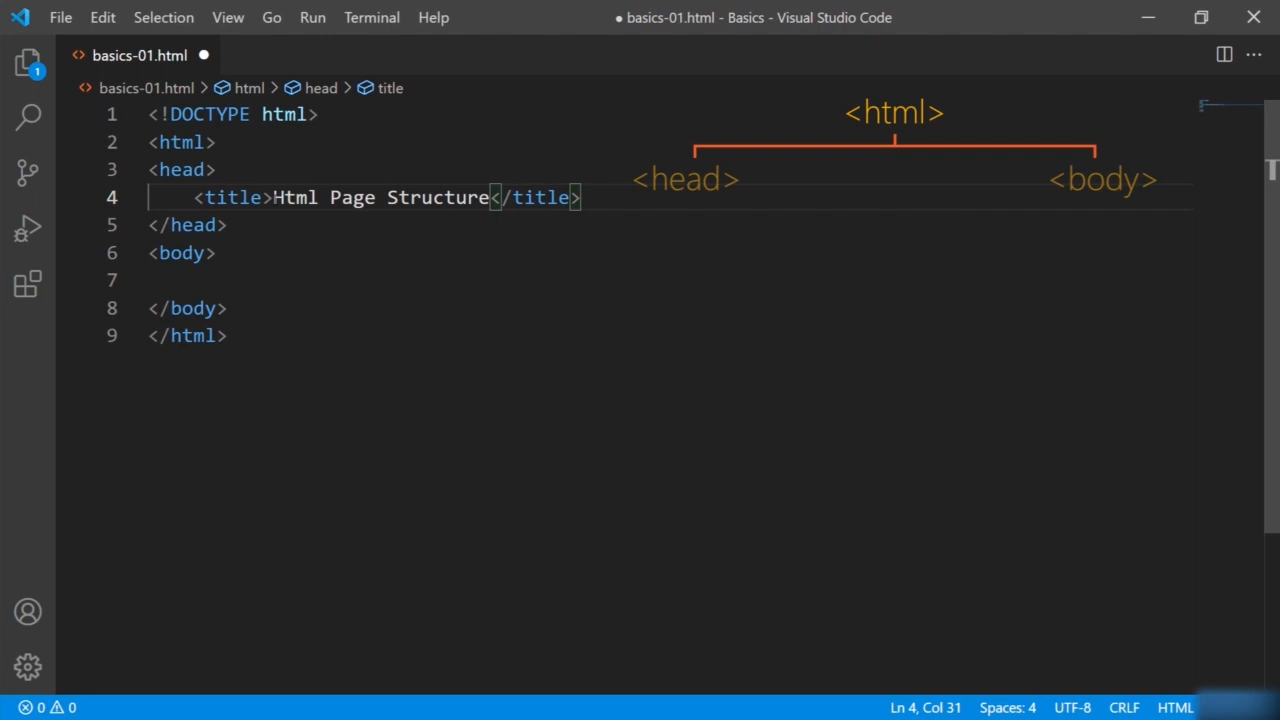 File Edit Selection View Go Run Terminal Help ● basics-01.html - Basics - Visual Studio Code
1
basics-01.html ●
basics-01.html > html > head > title
1 <!DOCTYPE html>
2 <html>
3 <head>
4     <title>Html Page Structure</title>
5 </head>
6 <body>
7
8 </body>
9 </html>
<html>
<head> <body>
0 0 Ln 4, Col 31 Spaces: 4 UTF-8 CRLF HTML